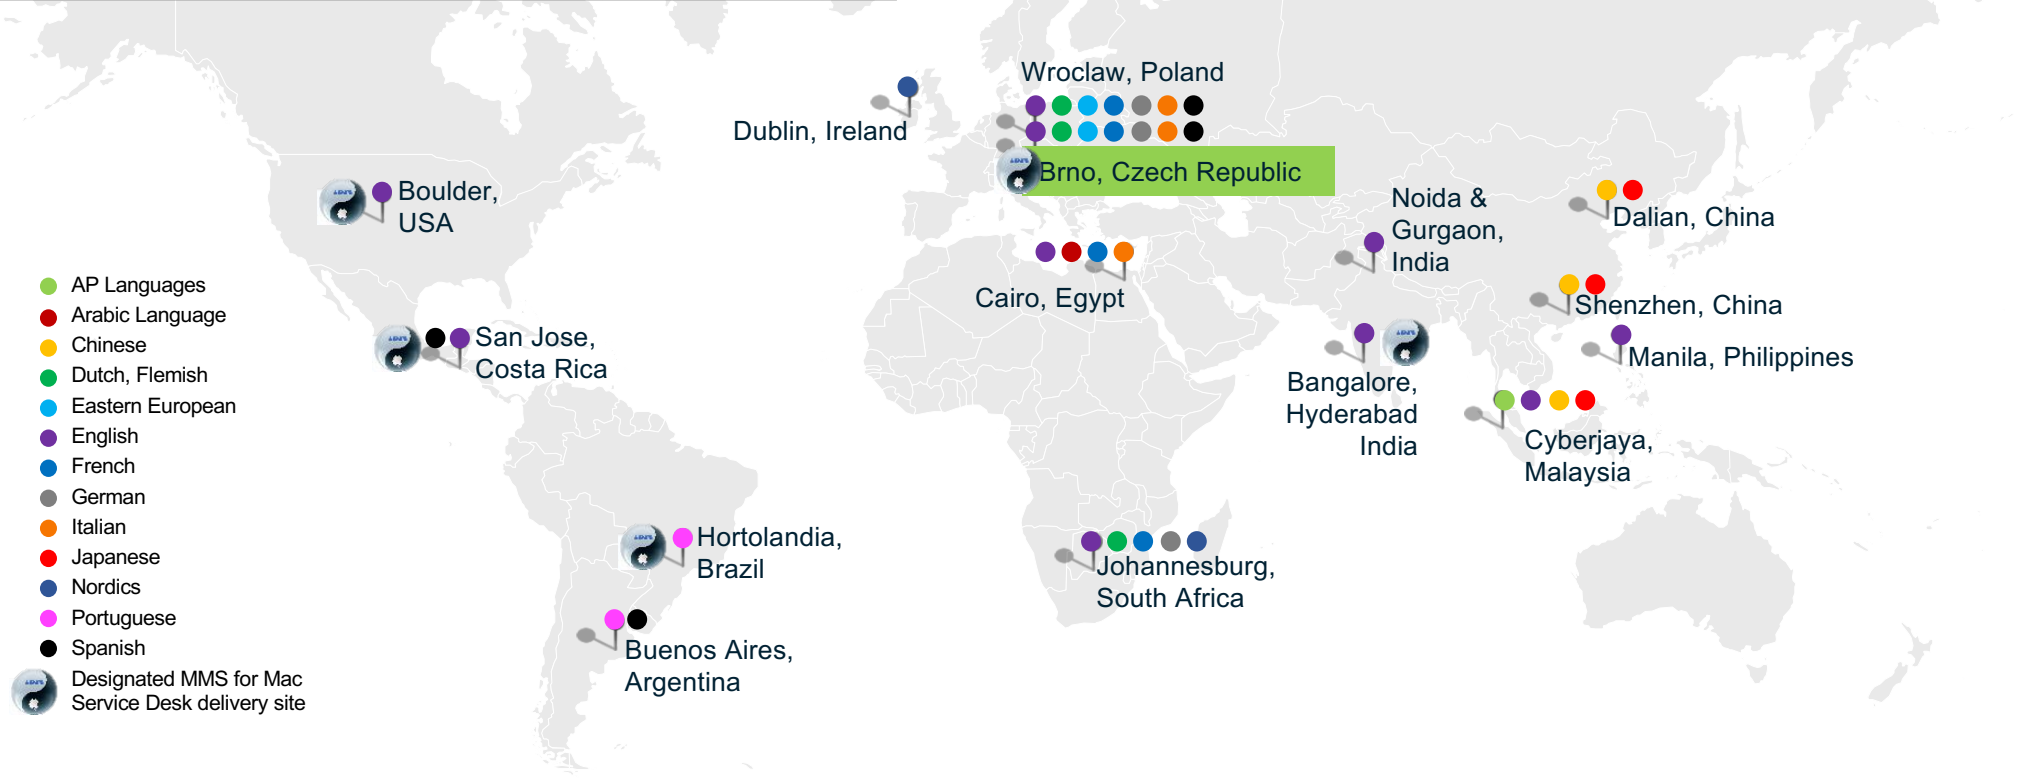 Wroclaw, Poland
Dublin, Ireland
Brno, Czech Republic
Boulder,
USA
Noida &
Gurgaon,
India
Dalian, China
Cairo, Egypt
Shenzhen, China
San Jose,
Costa Rica
Manila, Philippines
Bangalore,
Hyderabad
India
Cyberjaya,
Malaysia
Hortolandia,
Brazil
Johannesburg,
South Africa
Buenos Aires,
Argentina
AP Languages
Arabic Language
Chinese
Dutch, Flemish
Eastern European
English
French
German
Italian
Japanese
Nordics
Portuguese
Spanish
Designated MMS for Mac
Service Desk delivery site